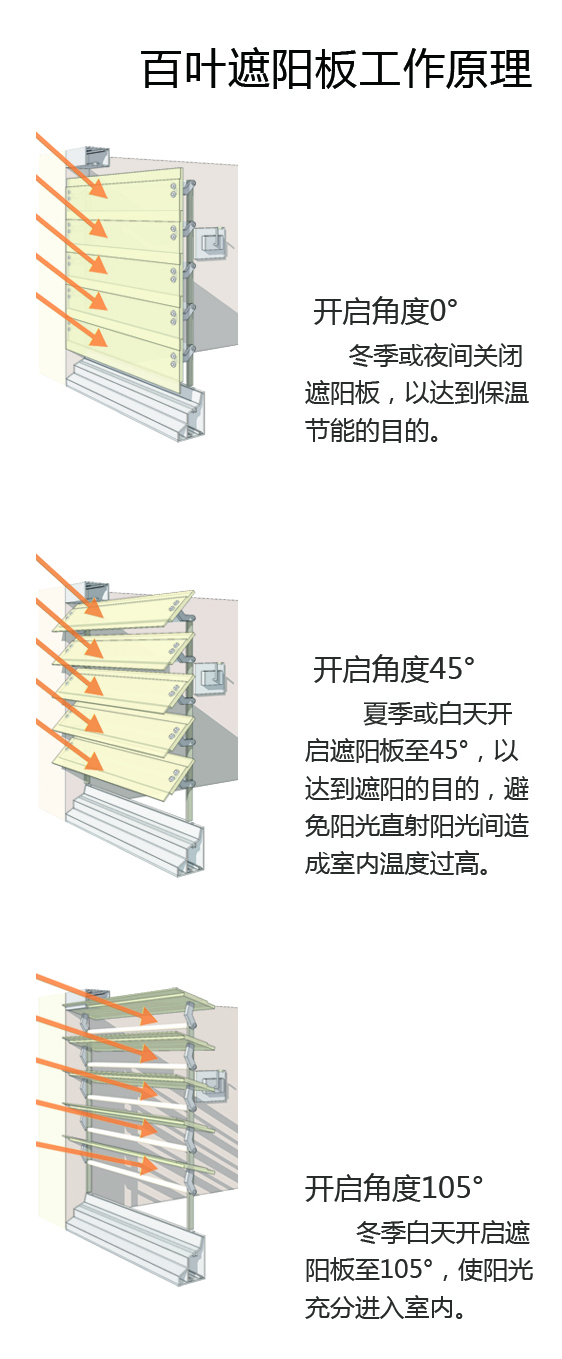 百叶遮阳板工作原理
开启角度0°
冬季或夜间关闭
遮阳板，以达到保温
节能的目的。
开启角度45°
夏季或白天开
启遮阳板至45°，以
达到遮阳的目的，避
免阳光直射阳光间造
成室内温度过高。
开启角度105°
冬季白天开启遮
阳板至105°，使阳光
充分进入室内。